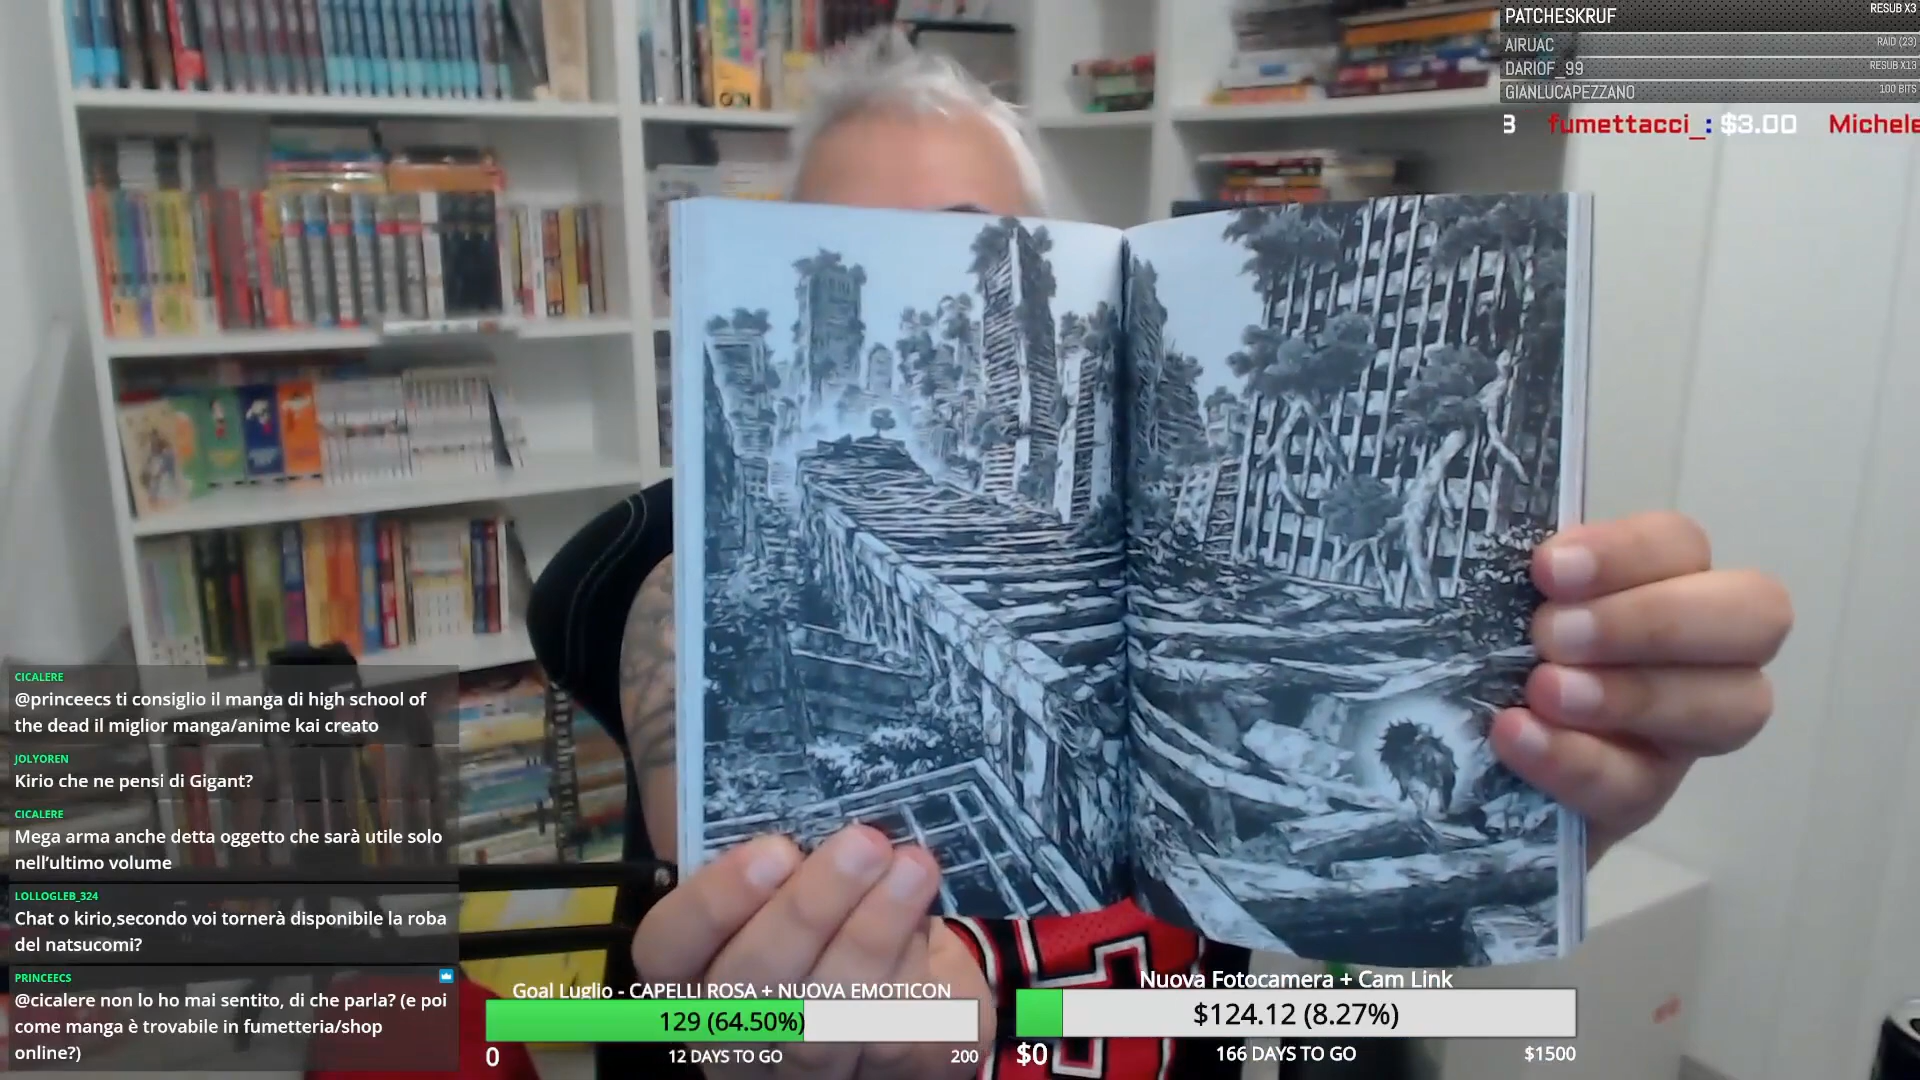 PATCHESKRUF
RESUB X3
AIRUAC
RAID (23)
DARIOF_99
RESUB X13
GIANLUCAPEZZANO
100 BITS
3 fumettacci_: $3.00 Michele
CICALERE
@princeecs ti consiglio il manga di high school of
the dead il miglior manga/anime kai creato
JOLYOREN
Kirio che ne pensi di Gigant?
CICALERE
Mega arma anche detta oggetto che sarà utile solo
nell'ultimo volume
LOLLOGLEB_324
Chat o kirio,secondo voi tornerà disponibile la roba
del natsucomi?
PRINCEECS
@cicalere non lo ho mai sentito, di che parla? (e poi
come manga è trovabile in fumetteria/shop
online?)
Goal Luglio - CAPELLI ROSA + NUOVA EMOTICON
129 (64.50%)
0
12 DAYS TO GO
200
Nuova Fotocamera + Cam Link
$124.12 (8.27%)
$0
166 DAYS TO GO
$1500